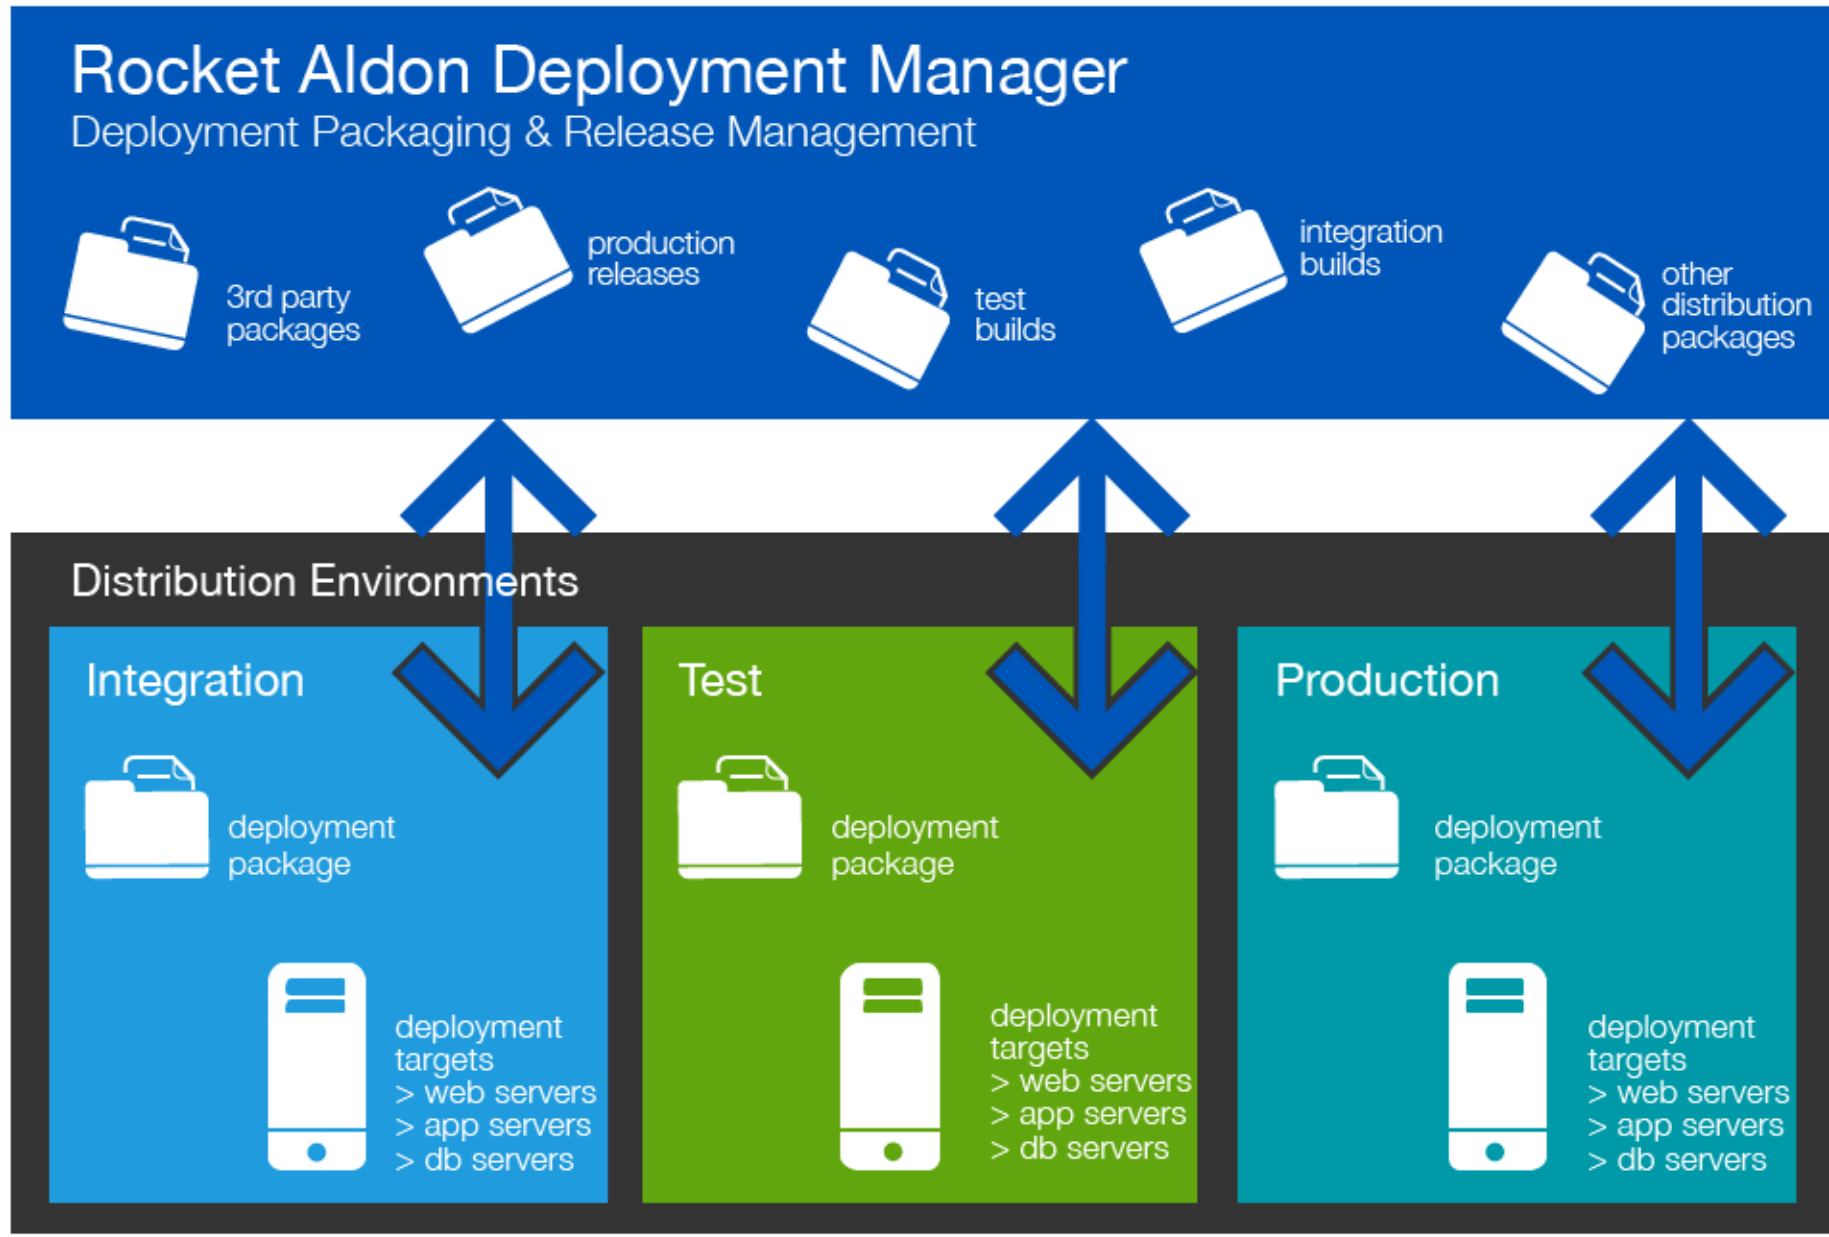 Rocket Aldon Deployment Manager
Deployment Packaging & Release Management
3rd party
packages
production
releases
test
builds
integration
builds
other
distribution
packages
Distribution Environments
Integration
deployment
package
deployment
targets
> web servers
> app servers
> db servers
Test
deployment
package
deployment
targets
> web servers
> app servers
> db servers
Production
deployment
package
deployment
targets
> web servers
> app servers
> db servers